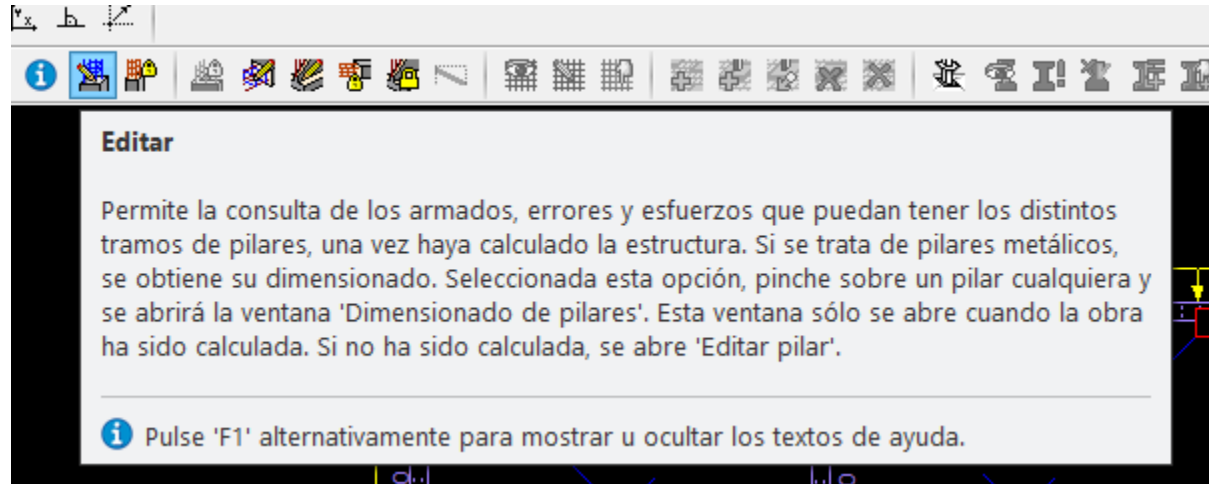 Editar
Permite la consulta de los armados, errores y esfuerzos que puedan tener los distintos
tramos de pilares, una vez haya calculado la estructura. Si se trata de pilares metálicos,
se obtiene su dimensionado. Seleccionada esta opción, pinche sobre un pilar cualquiera y
se abrirá la ventana 'Dimensionado de pilares'. Esta ventana sólo se abre cuando la obra
ha sido calculada. Si no ha sido calculada, se abre 'Editar pilar'.
Pulse 'F1' alternativamente para mostrar u ocultar los textos de ayuda.